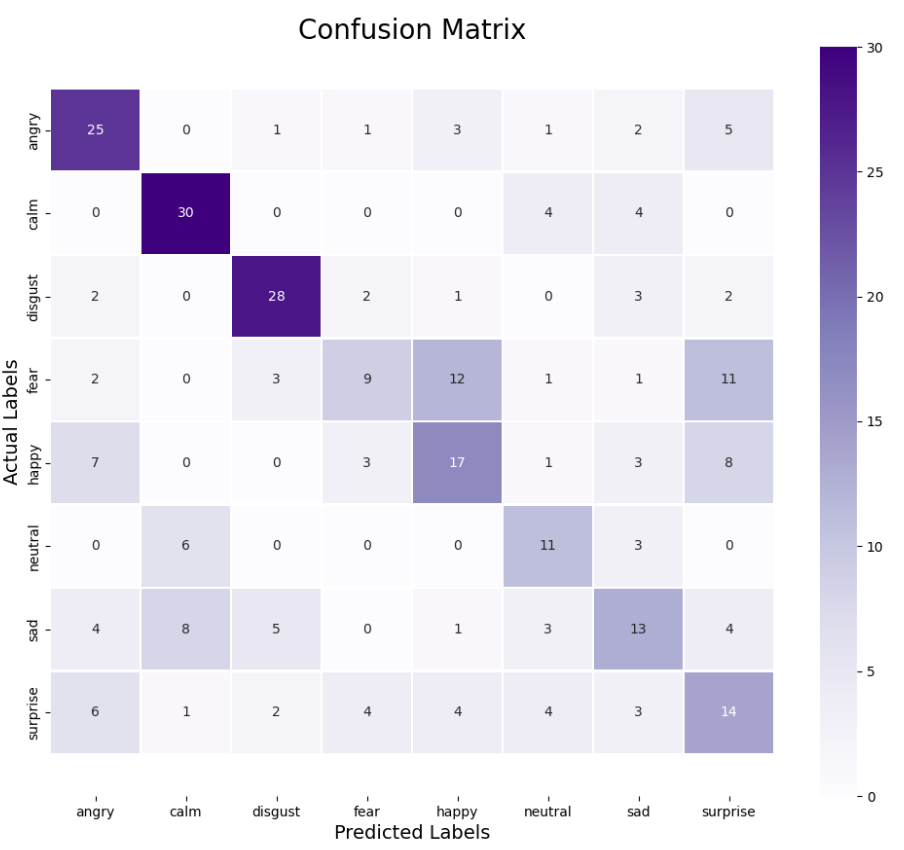 Confusion Matrix
angry 25 0 1 1 3 1 2 5
calm 0 30 0 0 0 4 4 0
disgust 2 0 28 2 1 0 3 2
fear 2 0 3 9 12 1 1 11
happy 7 0 0 3 17 1 3 8
neutral 0 6 0 0 0 11 3 0
sad 4 8 5 0 1 3 13 4
surprise 6 1 2 4 4 4 3 14
Actual Labels
angry calm disgust fear happy neutral sad surprise
Predicted Labels
30
25
20
15
10
5
0